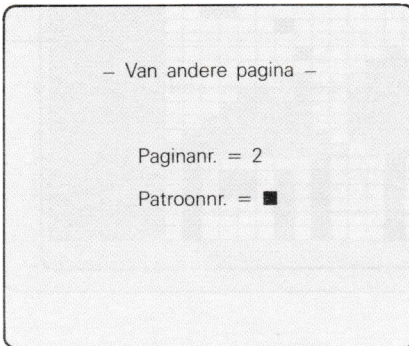 – Van andere pagina –
Paginanr. = 2
Patroonnr. = ■